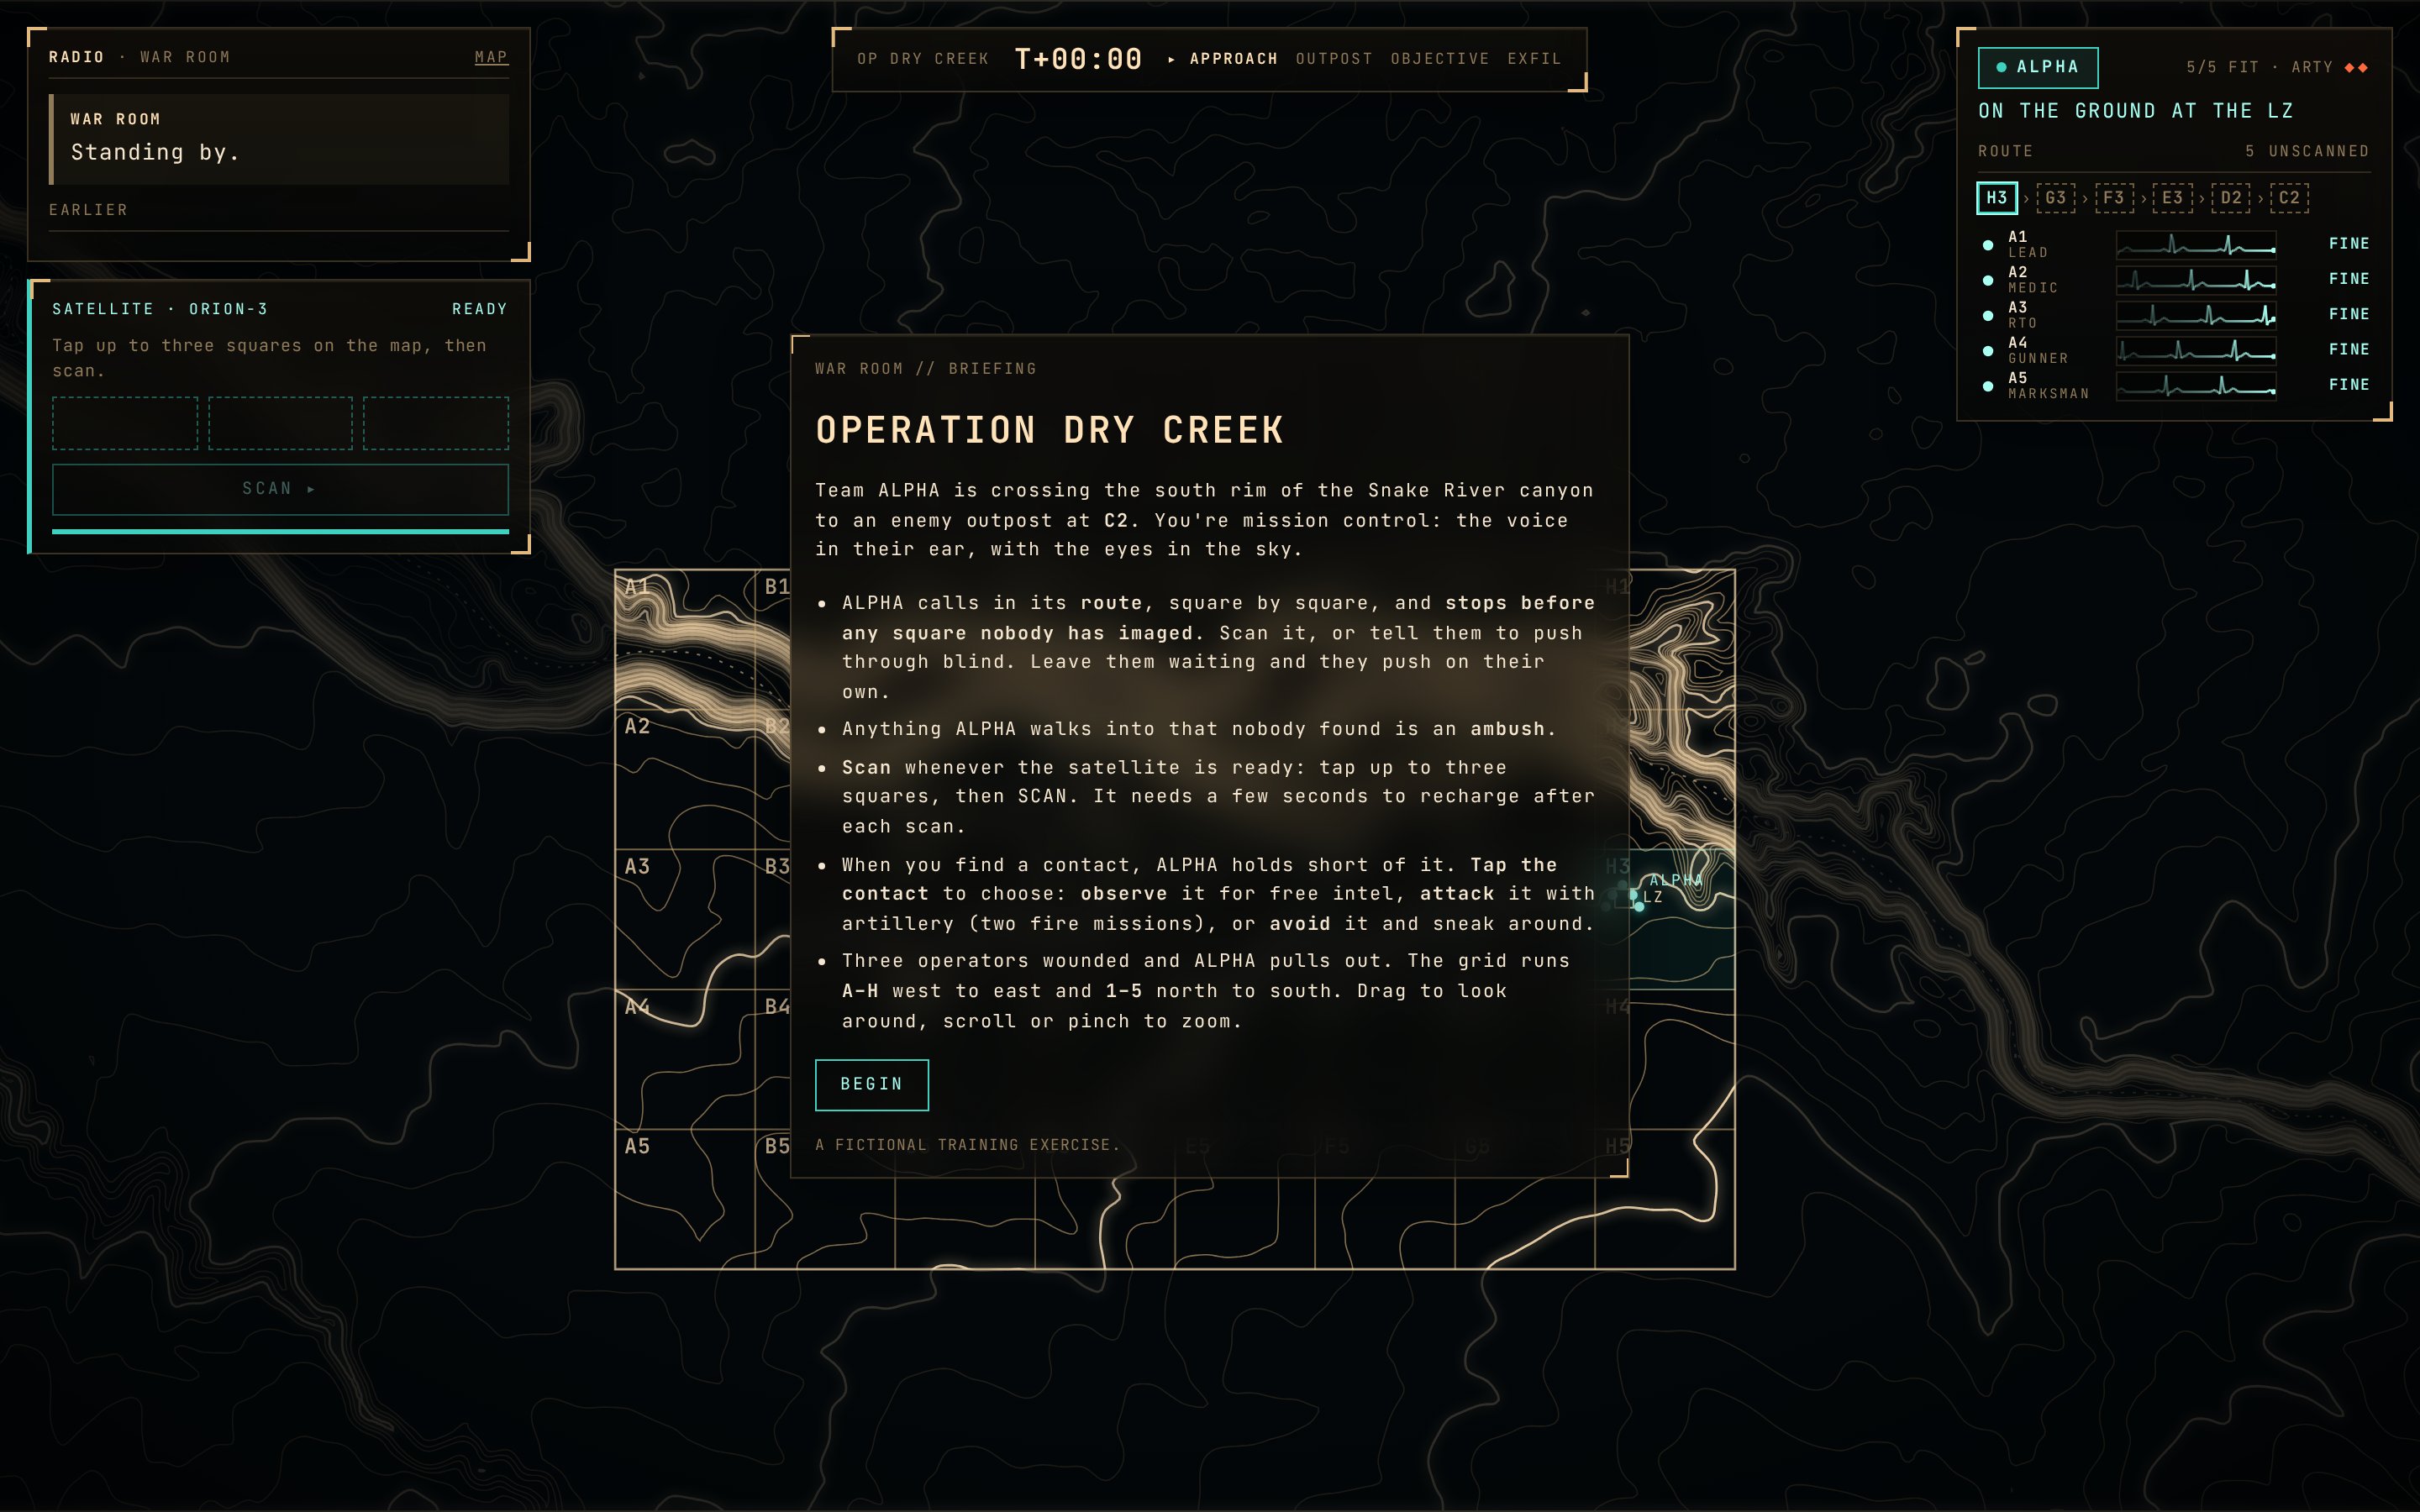 RADIO · WAR ROOM MAP
WAR ROOM
Standing by.
EARLIER
SATELLITE · ORION-3 READY
Tap up to three squares on the map, then
scan.
SCAN ▸
OP DRY CREEK T+00:00 ▸ APPROACH OUTPOST OBJECTIVE EXFIL
ALPHA 5/5 FIT · ARTY ◆◆
ON THE GROUND AT THE LZ
ROUTE 5 UNSCANNED
H3 › G3 › F3 › E3 › D2 › C2
A1 LEAD FINE
A2 MEDIC FINE
A3 RTO FINE
A4 GUNNER FINE
A5 MARKSMAN FINE
WAR ROOM // BRIEFING
OPERATION DRY CREEK
Team ALPHA is crossing the south rim of the Snake River canyon
to an enemy outpost at C2. You're mission control: the voice
in their ear, with the eyes in the sky.
• ALPHA calls in its route, square by square, and stops before
any square nobody has imaged. Scan it, or tell them to push
through blind. Leave them waiting and they push on their
own.
• Anything ALPHA walks into that nobody found is an ambush.
• Scan whenever the satellite is ready: tap up to three
squares, then SCAN. It needs a few seconds to recharge after
each scan.
• When you find a contact, ALPHA holds short of it. Tap the
contact to choose: observe it for free intel, attack it with
artillery (two fire missions), or avoid it and sneak around.
• Three operators wounded and ALPHA pulls out. The grid runs
A–H west to east and 1–5 north to south. Drag to look
around, scroll or pinch to zoom.
BEGIN
A FICTIONAL TRAINING EXERCISE.
A1 B1 H1
A2 B2
A3 B3 H3
ALPHA
LZ
A4 B4 H4
A5 B5 E5 F5 G5 H5